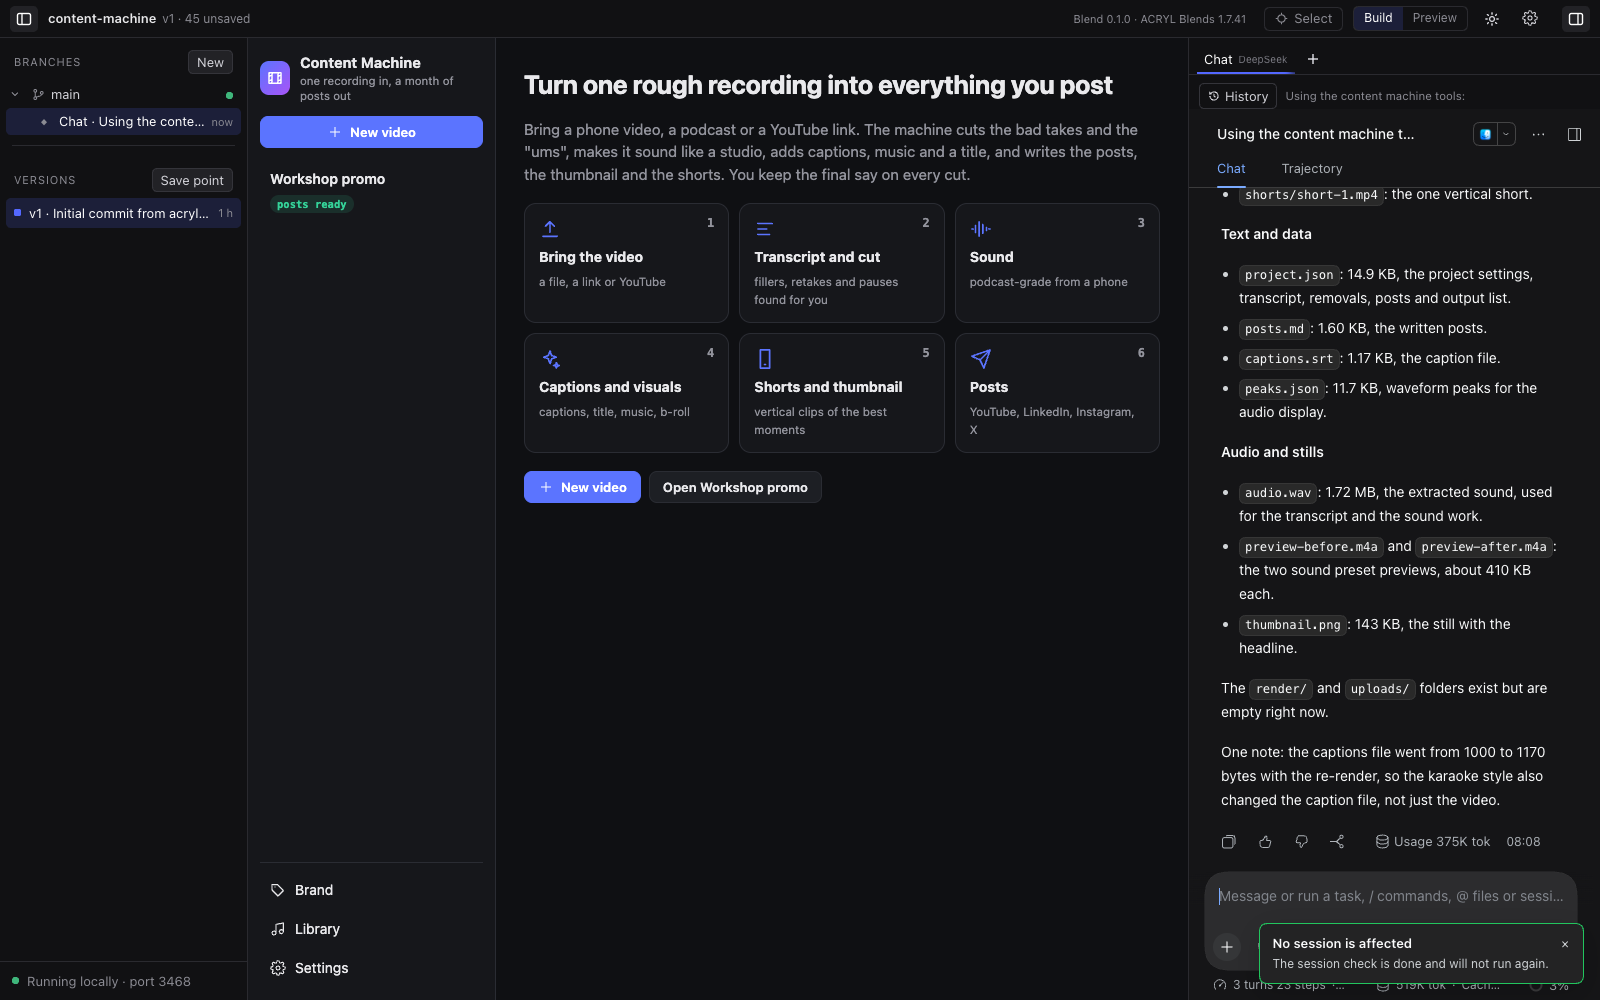 content-machine v1 · 45 unsaved
Blend 0.1.0 · ACRYL Blends 1.7.41
Select
Build
Preview
BRANCHES
New
main
Chat · Using the conte... now
VERSIONS
Save point
v1 · Initial commit from acryl... 1 h
Running locally · port 3468
Content Machine
one recording in, a month of
posts out
New video
Workshop promo
posts ready
Brand
Library
Settings
Turn one rough recording into everything you post
Bring a phone video, a podcast or a YouTube link. The machine cuts the bad takes and the
"ums", makes it sound like a studio, adds captions, music and a title, and writes the posts,
the thumbnail and the shorts. You keep the final say on every cut.
1
Bring the video
a file, a link or YouTube
2
Transcript and cut
fillers, retakes and pauses
found for you
3
Sound
podcast-grade from a phone
4
Captions and visuals
captions, title, music, b-roll
5
Shorts and thumbnail
vertical clips of the best
moments
6
Posts
YouTube, LinkedIn, Instagram,
X
New video
Open Workshop promo
Chat DeepSeek
History
Using the content machine tools:
Using the content machine t...
Chat
Trajectory
shorts/short-1.mp4: the one vertical short.
Text and data
project.json: 14.9 KB, the project settings,
transcript, removals, posts and output list.
posts.md: 1.60 KB, the written posts.
captions.srt: 1.17 KB, the caption file.
peaks.json: 11.7 KB, waveform peaks for the
audio display.
Audio and stills
audio.wav: 1.72 MB, the extracted sound, used
for the transcript and the sound work.
preview-before.m4a and preview-after.m4a:
the two sound preset previews, about 410 KB
each.
thumbnail.png: 143 KB, the still with the
headline.
The render/ and uploads/ folders exist but are
empty right now.
One note: the captions file went from 1000 to 1170
bytes with the re-render, so the karaoke style also
changed the caption file, not just the video.
Usage 375K tok 08:08
Message or run a task, / commands, @ files or sessi...
No session is affected
The session check is done and will not run again.
3 turns 23 steps ·... 519K tok · Cach... 3%